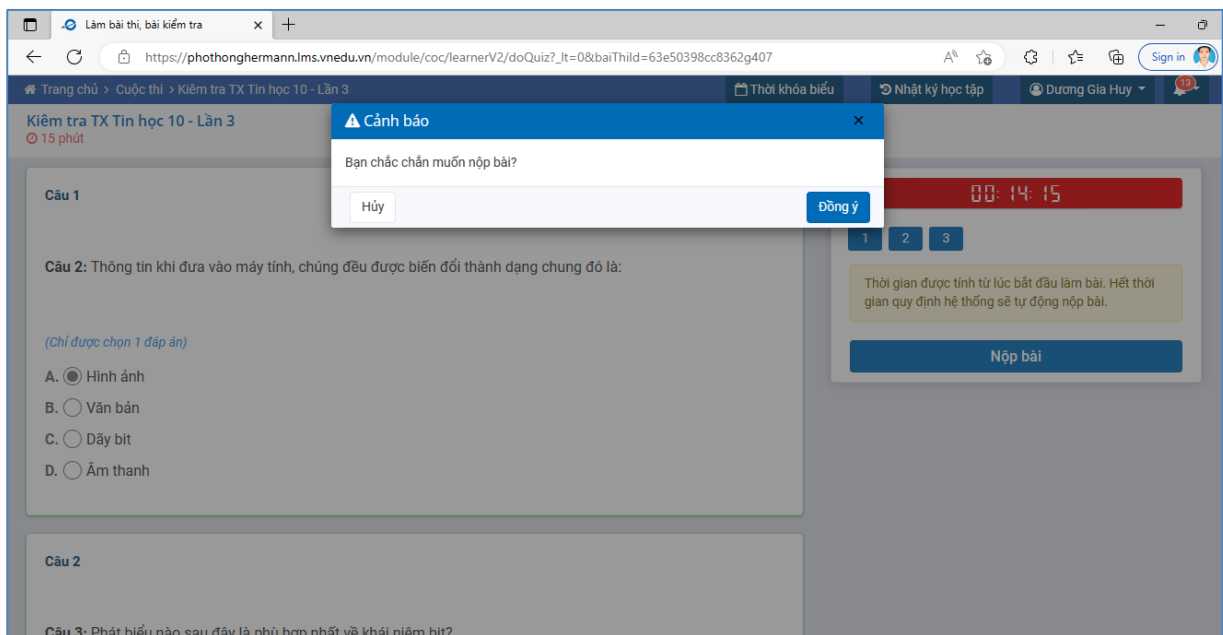 Làm bài thi, bài kiểm tra
https://phothonghermann.lms.vnedu.vn/module/coc/learnerV2/doQuiz?_lt=0&baiThiId=63e50398cc8362g407
Sign in
Trang chủ > Cuộc thi > Kiêm tra TX Tin học 10 - Lần 3
Thời khóa biểu
Nhật ký học tập
Dương Gia Huy
13
Kiêm tra TX Tin học 10 - Lần 3
15 phút
Cảnh báo
Bạn chắc chắn muốn nộp bài?
Hủy
Đồng ý
Câu 1
Câu 2: Thông tin khi đưa vào máy tính, chúng đều được biến đổi thành dạng chung đó là:
(Chỉ được chọn 1 đáp án)
A. Hình ảnh
B. Văn bản
C. Dãy bit
D. Âm thanh
00: 14: 15
1 2 3
Thời gian được tính từ lúc bắt đầu làm bài. Hết thời
gian quy định hệ thống sẽ tự động nộp bài.
Nộp bài
Câu 2
Câu 3: Phát biểu nào sau đây là phù hợp nhất về khái niệm bit?